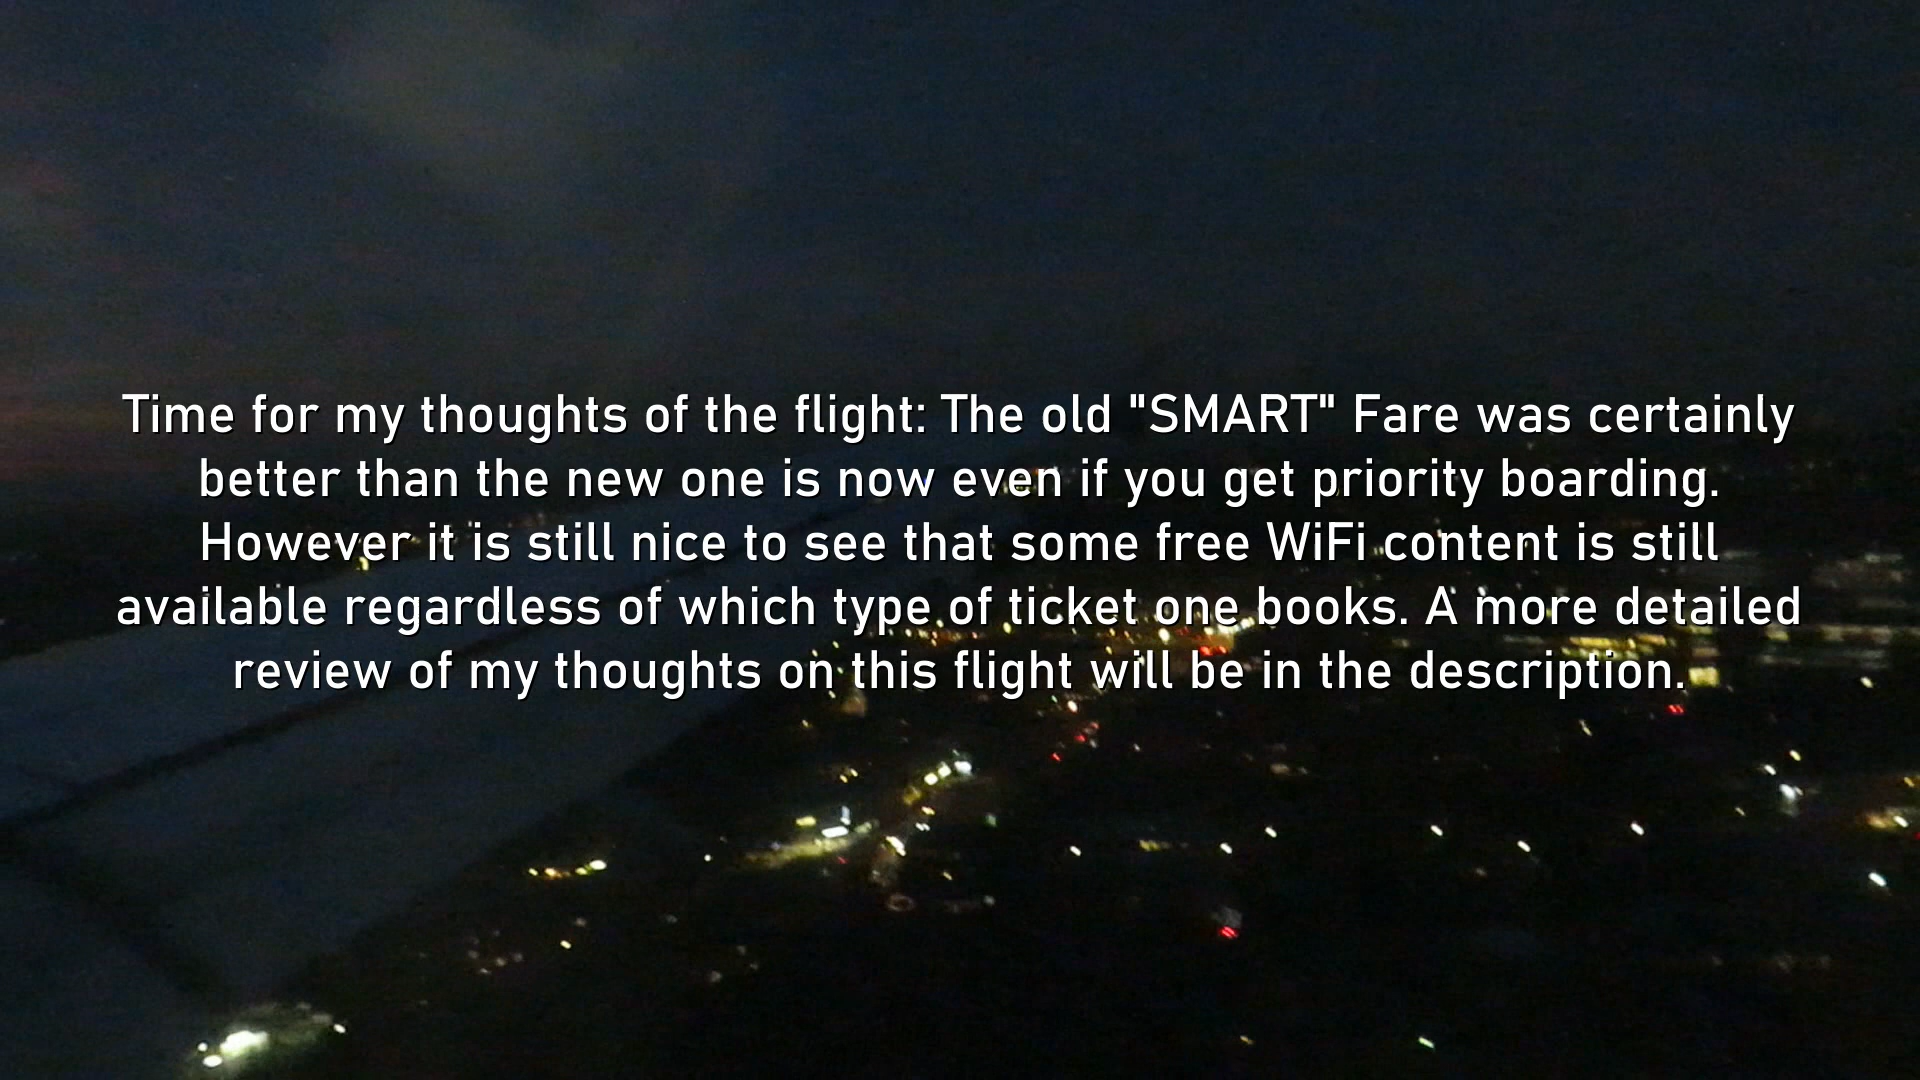 Time for my thoughts of the flight: The old "SMART" Fare was certainly
better than the new one is now even if you get priority boarding.
However it is still nice to see that some free WiFi content is still
available regardless of which type of ticket one books. A more detailed
review of my thoughts on this flight will be in the description.